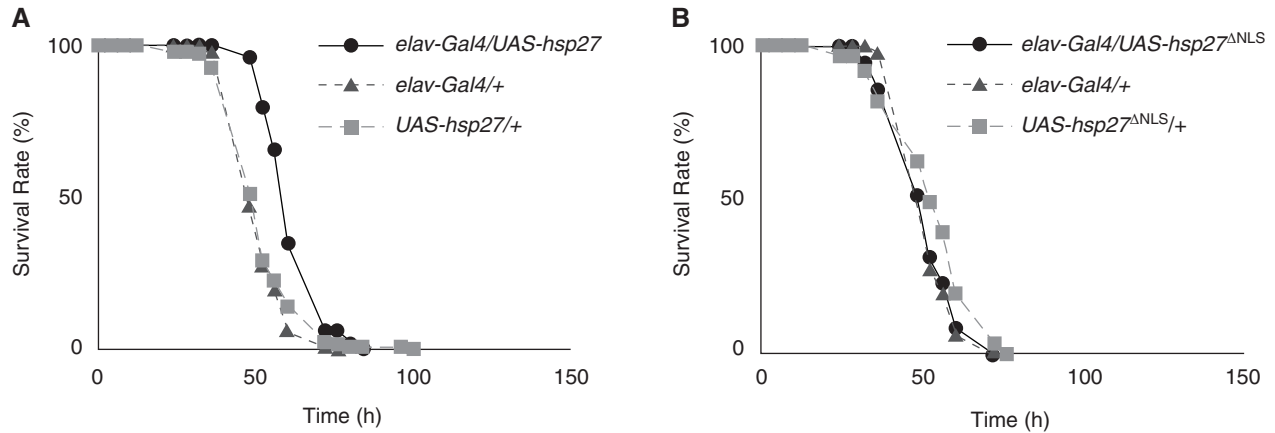 A
100
50
0
Survival Rate (%)
0 50 100 150
Time (h)
elav-Gal4/UAS-hsp27
elav-Gal4/+
UAS-hsp27/+
B
100
50
0
Survival Rate (%)
0 50 100 150
Time (h)
elav-Gal4/UAS-hsp27ΔNLS
elav-Gal4/+
UAS-hsp27ΔNLS/+